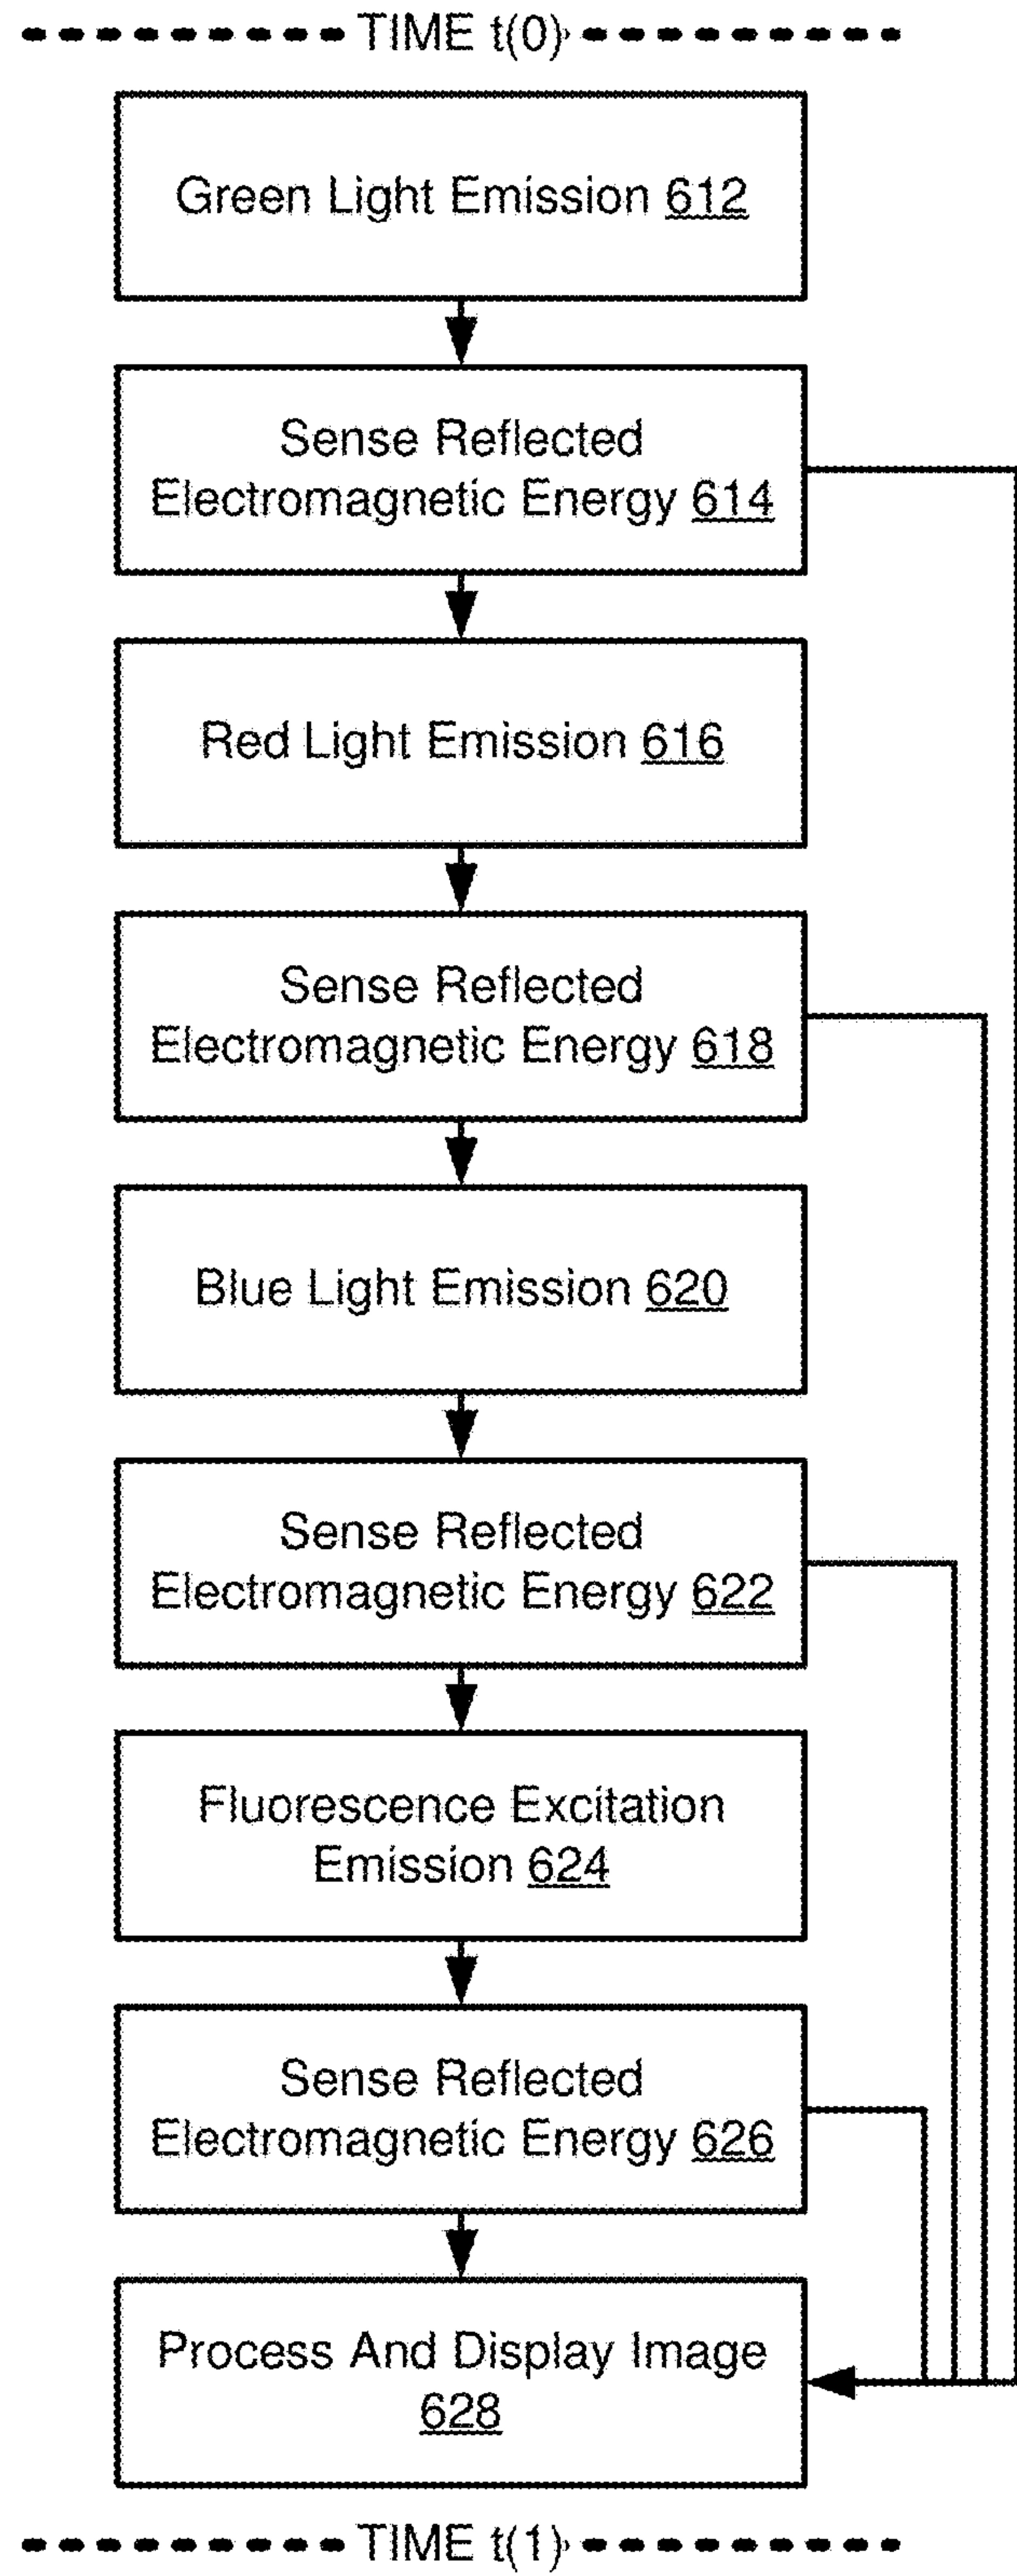 TIME t(0)
Green Light Emission 612
Sense Reflected
Electromagnetic Energy 614
Red Light Emission 616
Sense Reflected
Electromagnetic Energy 618
Blue Light Emission 620
Sense Reflected
Electromagnetic Energy 622
Fluorescence Excitation
Emission 624
Sense Reflected
Electromagnetic Energy 626
Process And Display Image
628
TIME t(1)